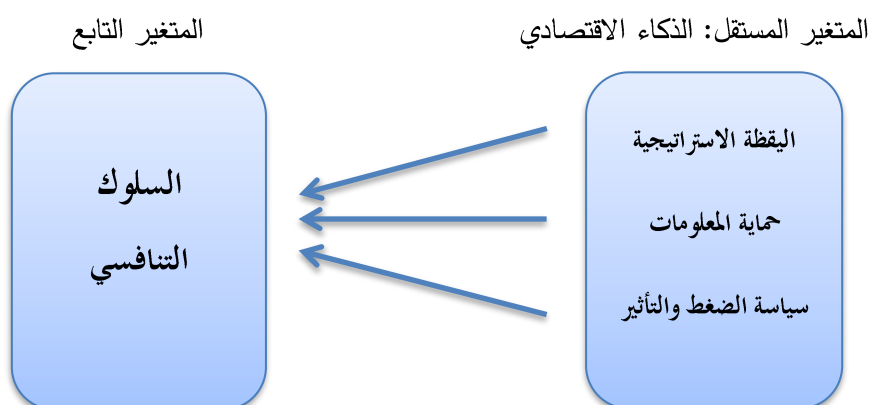 المتغير المستقل: الذكاء الاقتصادي
المتغير التابع
اليقظة الاستراتيجية
حماية المعلومات
سياسة الضغط والتأثير
السلوك
التنافسي